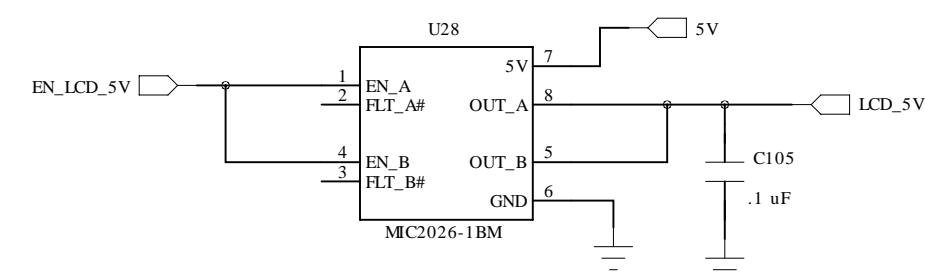 U28
5V
7
5V
EN_LCD_5V
1
EN_A
2
FLT_A#
OUT_A
8
LCD_5V
4
EN_B
3
FLT_B#
OUT_B
5
C105
GND
6
.1 uF
MIC2026-1BM